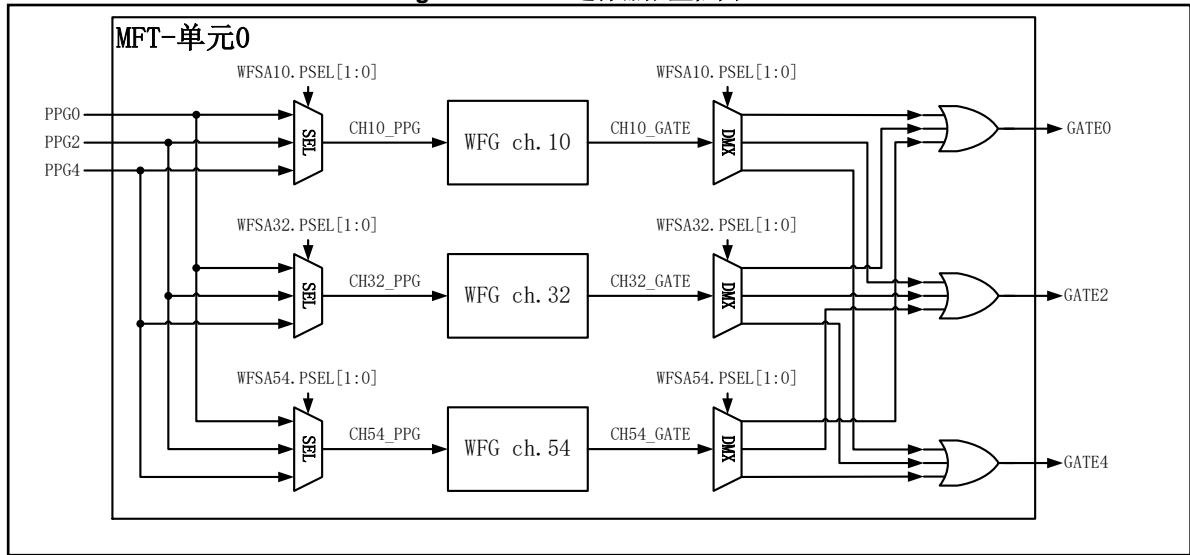 MFT-单元0
WFSA10.PSEL[1:0]
WFSA10.PSEL[1:0]
PPG0
PPG2
PPG4
SEL
CH10_PPG
WFG ch.10
CH10_GATE
DMX
GATE0
WFSA32.PSEL[1:0]
WFSA32.PSEL[1:0]
SEL
CH32_PPG
WFG ch.32
CH32_GATE
DMX
GATE2
WFSA54.PSEL[1:0]
WFSA54.PSEL[1:0]
SEL
CH54_PPG
WFG ch.54
CH54_GATE
DMX
GATE4